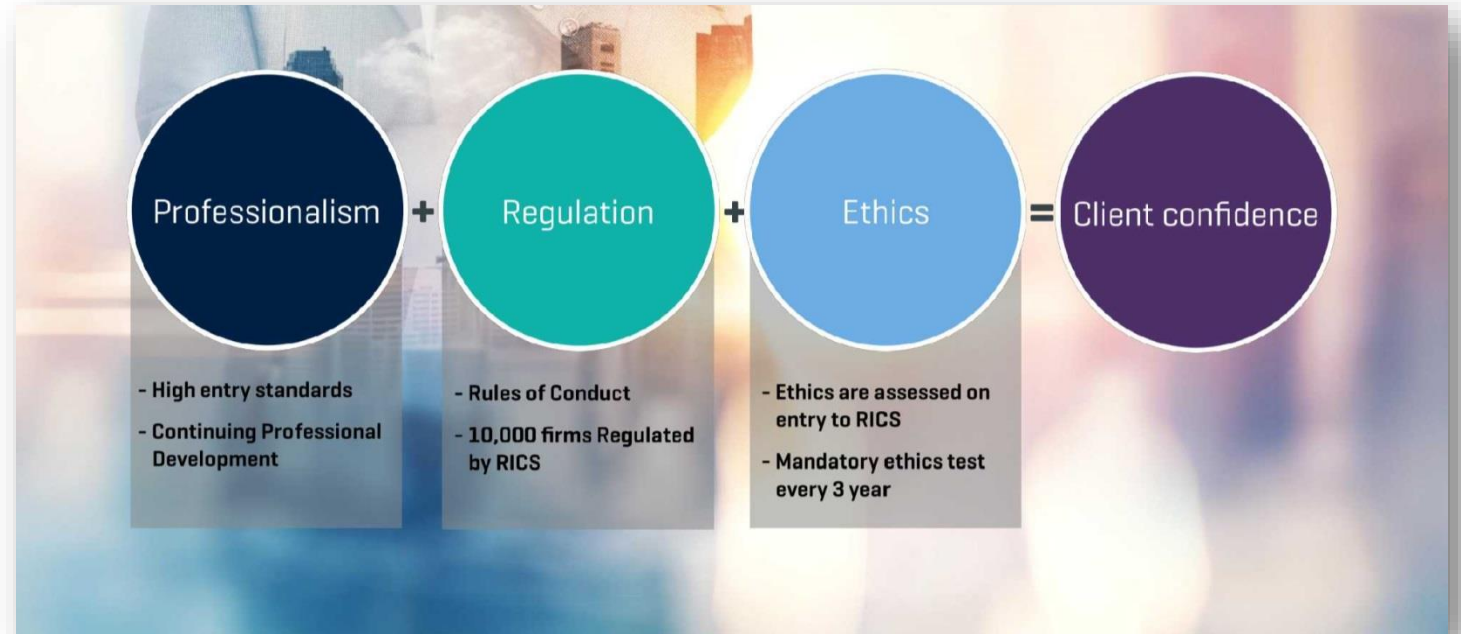 Professionalism + Regulation + Ethics = Client confidence
- High entry standards
- Continuing Professional
Development
- Rules of Conduct
- 10,000 firms Regulated
by RICS
- Ethics are assessed on
entry to RICS
- Mandatory ethics test
every 3 year